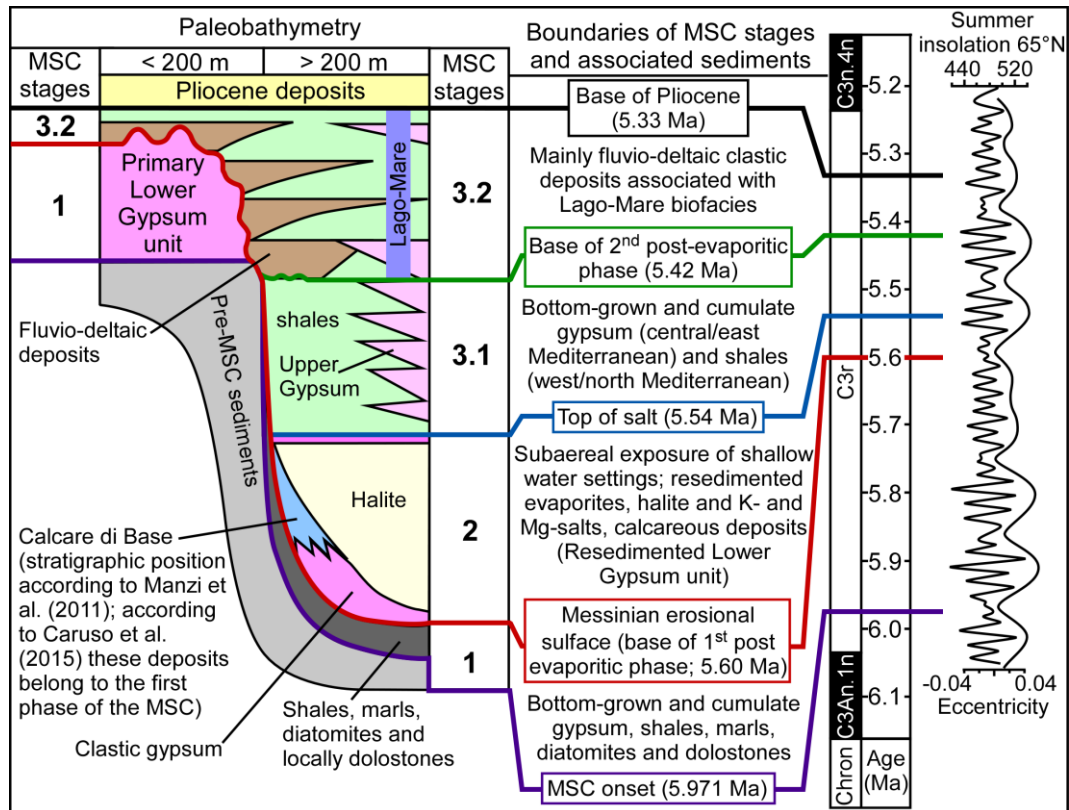 Paleobathymetry
MSC
stages
< 200 m
> 200 m
MSC
stages
Pliocene deposits
3.2
1
Primary
Lower
Gypsum
unit
Lago-Mare
3.2
Fluvio-deltaic
deposits
Pre-MSC sediments
shales
Upper
Gypsum
3.1
Halite
2
Calcare di Base
(stratigraphic position
according to Manzi et
al. (2011); according
to Caruso et al.
(2015) these deposits
belong to the first
phase of the MSC)
1
Clastic gypsum
Shales, marls,
diatomites and
locally dolostones
Boundaries of MSC stages
and associated sediments
Base of Pliocene
(5.33 Ma)
Mainly fluvio-deltaic clastic
deposits associated with
Lago-Mare biofacies
Base of 2nd post-evaporitic
phase (5.42 Ma)
Bottom-grown and cumulate
gypsum (central/east
Mediterranean) and shales
(west/north Mediterranean)
Top of salt (5.54 Ma)
Subaereal exposure of shallow
water settings; resedimented
evaporites, halite and K- and
Mg-salts, calcareous deposits
(Resedimented Lower
Gypsum unit)
Messinian erosional
sulface (base of 1st post
evaporitic phase; 5.60 Ma)
Bottom-grown and cumulate
gypsum, shales, marls,
diatomites and dolostones
MSC onset (5.971 Ma)
C3n.4n
C3r
C3An.1n
Chron
5.2
5.3
5.4
5.5
5.6
5.7
5.8
5.9
6.0
6.1
Age
(Ma)
Summer
insolation 65°N
440 520
-0.04 0.04
Eccentricity